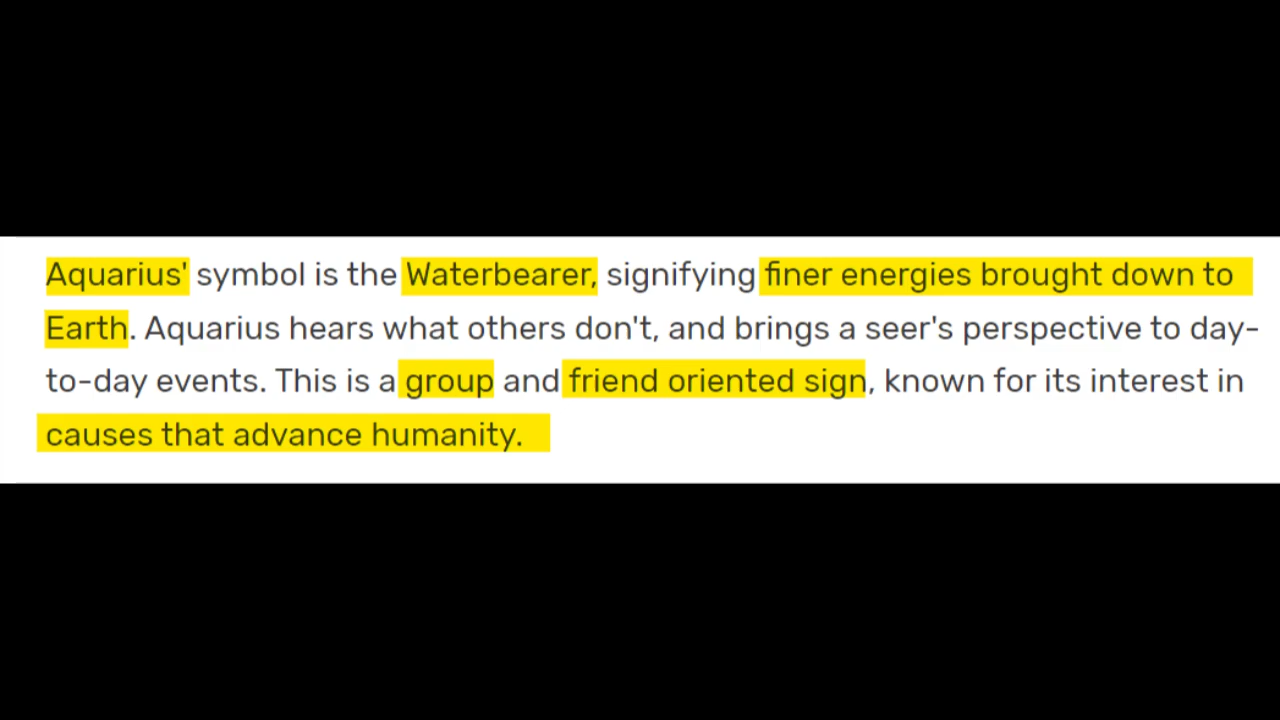 Aquarius' symbol is the Waterbearer, signifying finer energies brought down to
Earth. Aquarius hears what others don't, and brings a seer's perspective to day-
to-day events. This is a group and friend oriented sign, known for its interest in
causes that advance humanity.